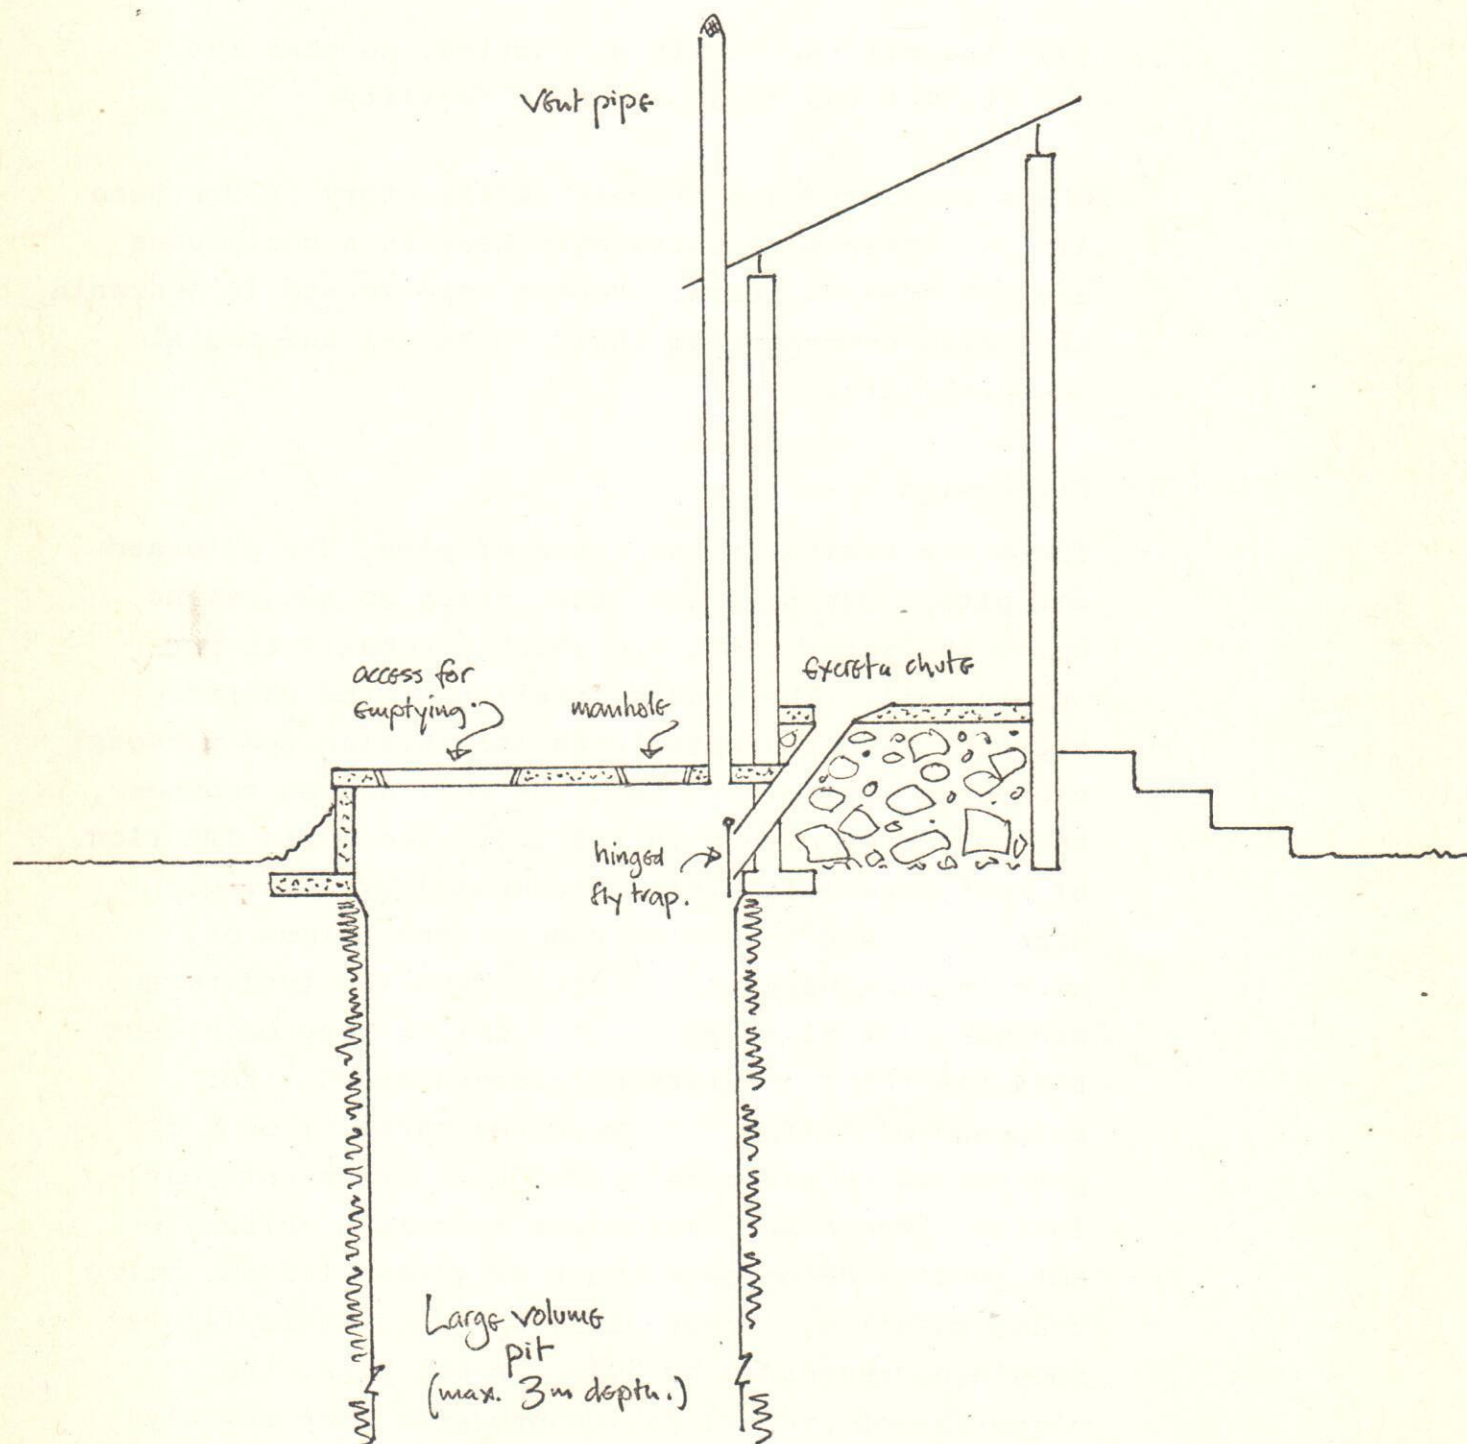 Vent pipe
access for
emptying.
manhole
excreta chute
hinged
fly trap.
Large volume
pit
(max. 3m depth.)